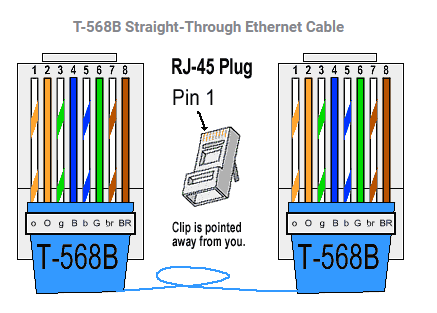 T-568B Straight-Through Ethernet Cable
1 2 3 4 5 6 7 8
RJ-45 Plug
Pin 1
1 2 3 4 5 6 7 8
Clip is pointed
away from you.
o O g B b G br BR
T-568B
o O g B b G br BR
T-568B